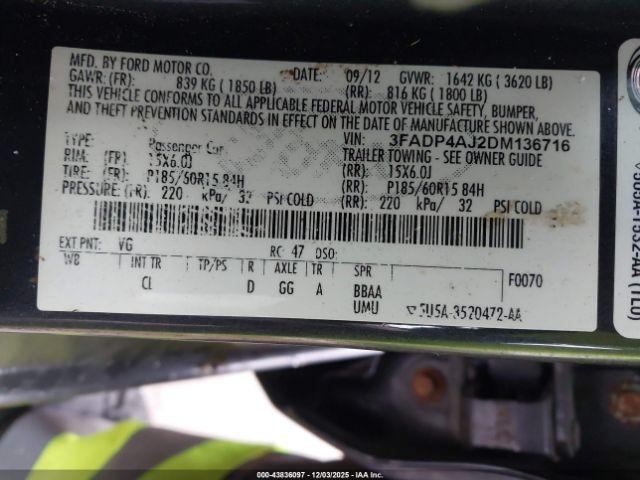 MFD. BY FORD MOTOR CO.
DATE: 09/12 GVWR: 1642 KG ( 3620 LB)
GAWR: (FR): 839 KG ( 1850 LB) (RR): 816 KG ( 1800 LB)
THIS VEHICLE CONFORMS TO ALL APPLICABLE FEDERAL MOTOR VEHICLE SAFETY, BUMPER,
AND THEFT PREVENTION STANDARDS IN EFFECT ON THE DATE OF MANUFACTURE SHOWN ABOVE.
VIN: 3FADP4AJ2DM136716
TYPE: Passenger Car TRAILER TOWING - SEE OWNER GUIDE
RIM: (FR): 15X6.0J (RR): 15X6.0J
TIRE: (FR): P185/60R15 84H (RR): P185/60R15 84H
PRESSURE: (FR): 220 kPa/ 32 PSI COLD (RR): 220 kPa/ 32 PSI COLD
EXT PNT: VG RC: 47 DSO:
WB INT TR TP/PS R AXLE TR SPR F0070
CL D GG A BBAA
UMU 5U5A-3520472-AA
00-43836097 - 12/03/2025 - IAAI.com